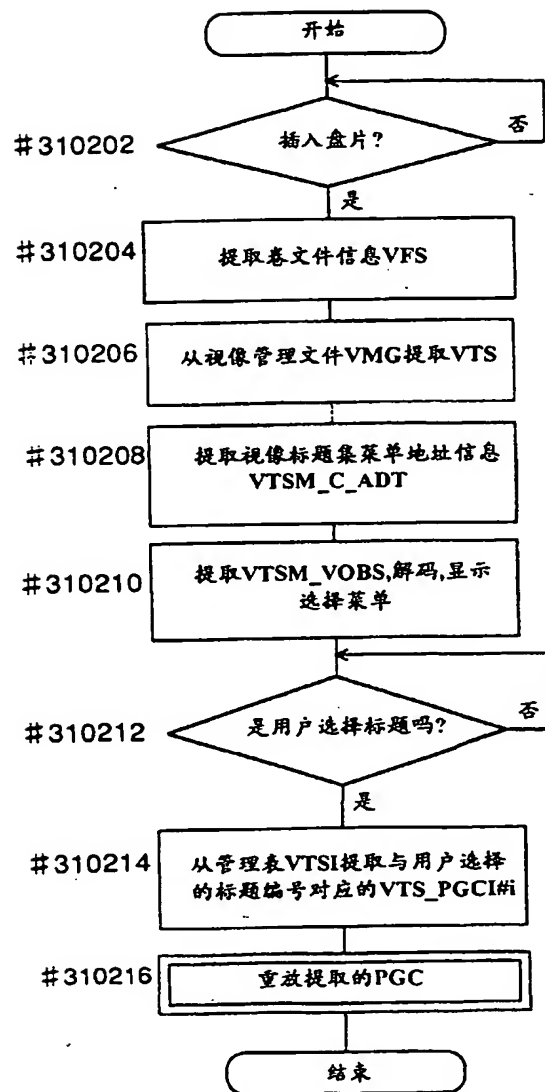 开始
#310202
插入盘片?
否
是
#310204
提取卷文件信息VFS
#310206
从视像管理文件VMG提取VTS
#310208
提取视像标题集菜单地址信息
VTSM_C_ADT
#310210
提取VTSM_VOBS,解码,显示
选择菜单
#310212
是用户选择标题吗?
否
是
#310214
从管理表VTSI提取与用户选择
的标题编号对应的VTS_PGCI#i
#310216
重放提取的PGC
结束